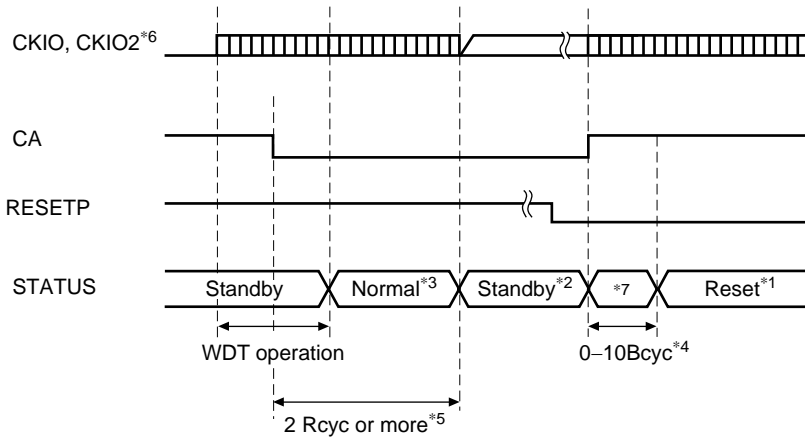 CKIO, CKIO2*6
CA
RESETP
STATUS
Standby
Normal*3
Standby*2
*7
Reset*1
WDT operation
0–10Bcyc*4
2 Rcyc or more*5